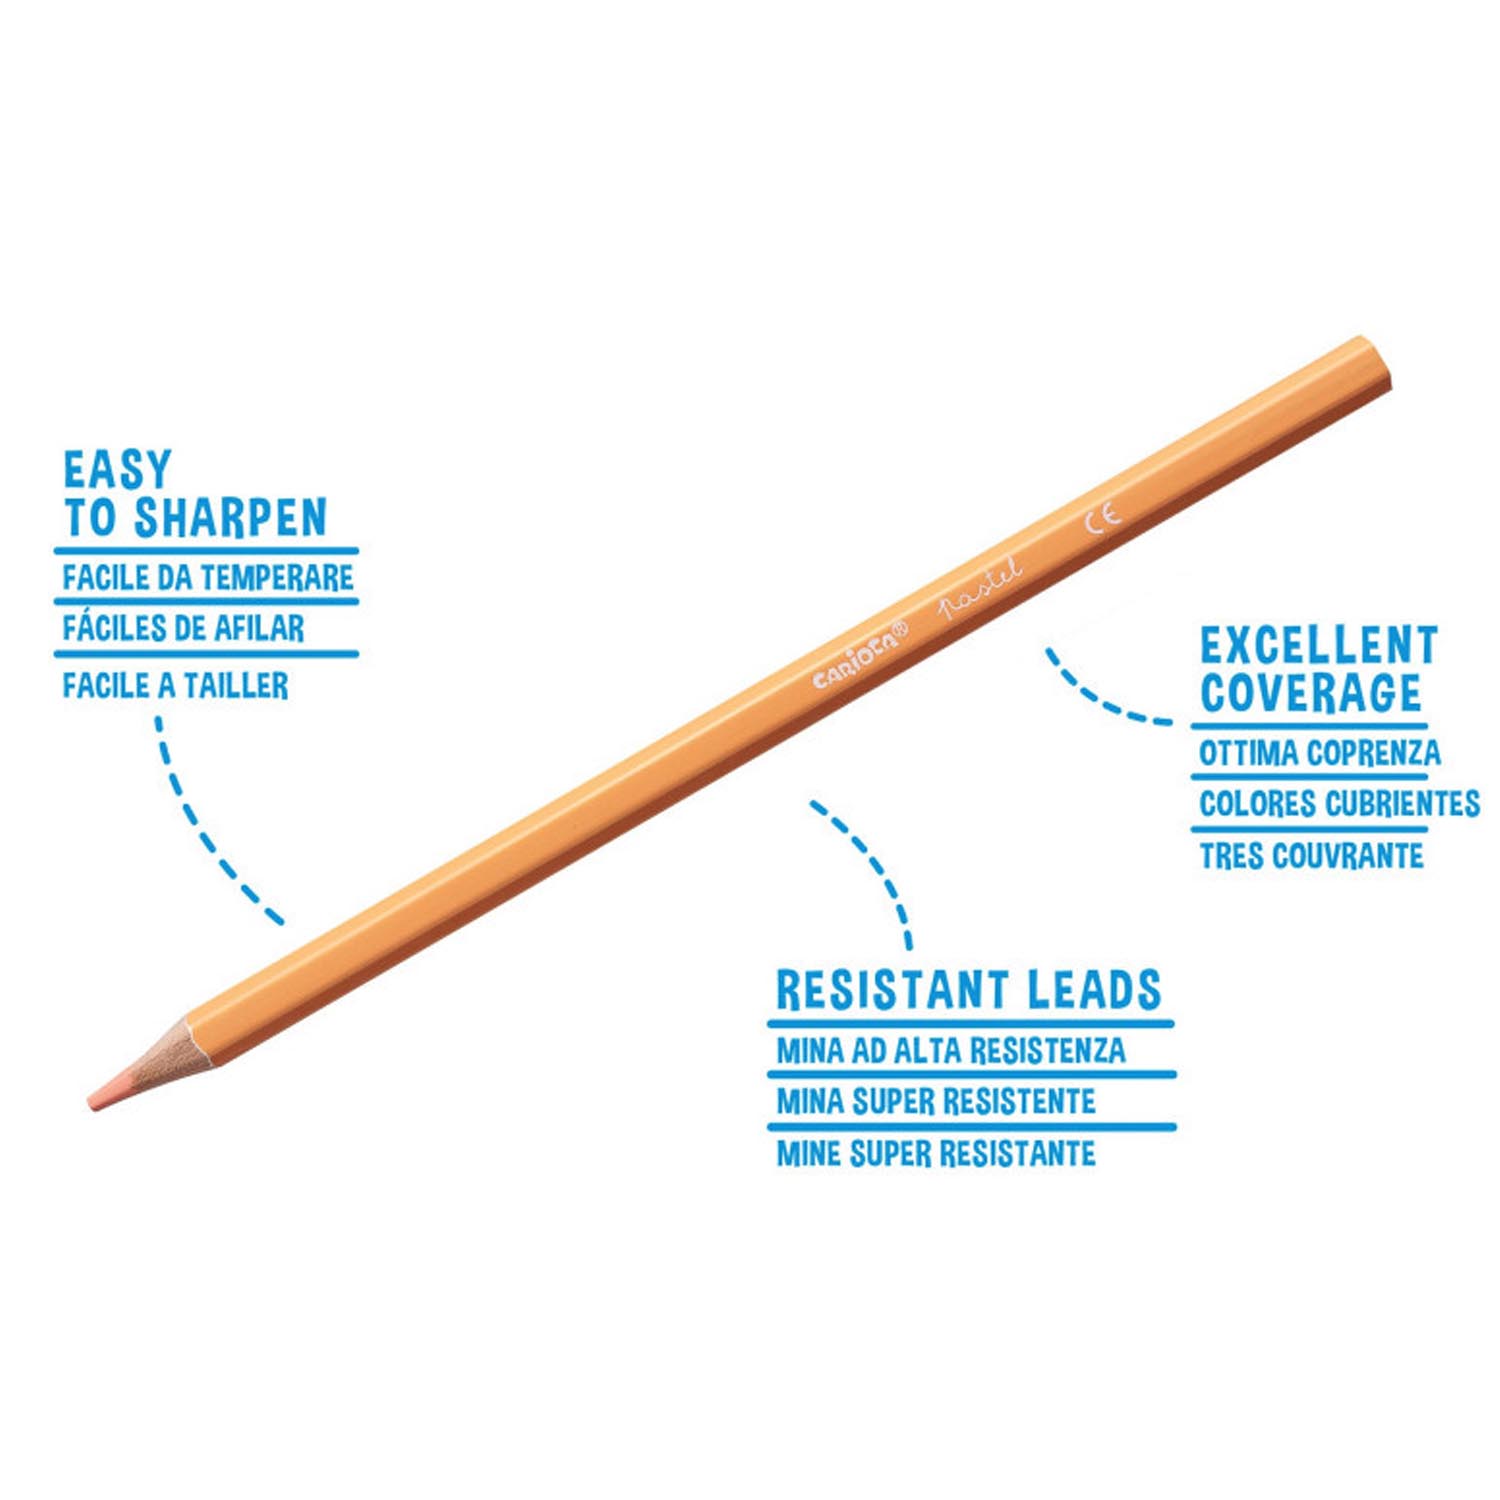 EASY
TO SHARPEN
FACILE DA TEMPERARE
FÁCILES DE AFILAR
FACILE A TAILLER
CARIOCA® pastel CE
EXCELLENT
COVERAGE
OTTIMA COPRENZA
COLORES CUBRIENTES
TRES COUVRANTE
RESISTANT LEADS
MINA AD ALTA RESISTENZA
MINA SUPER RESISTENTE
MINE SUPER RESISTANTE